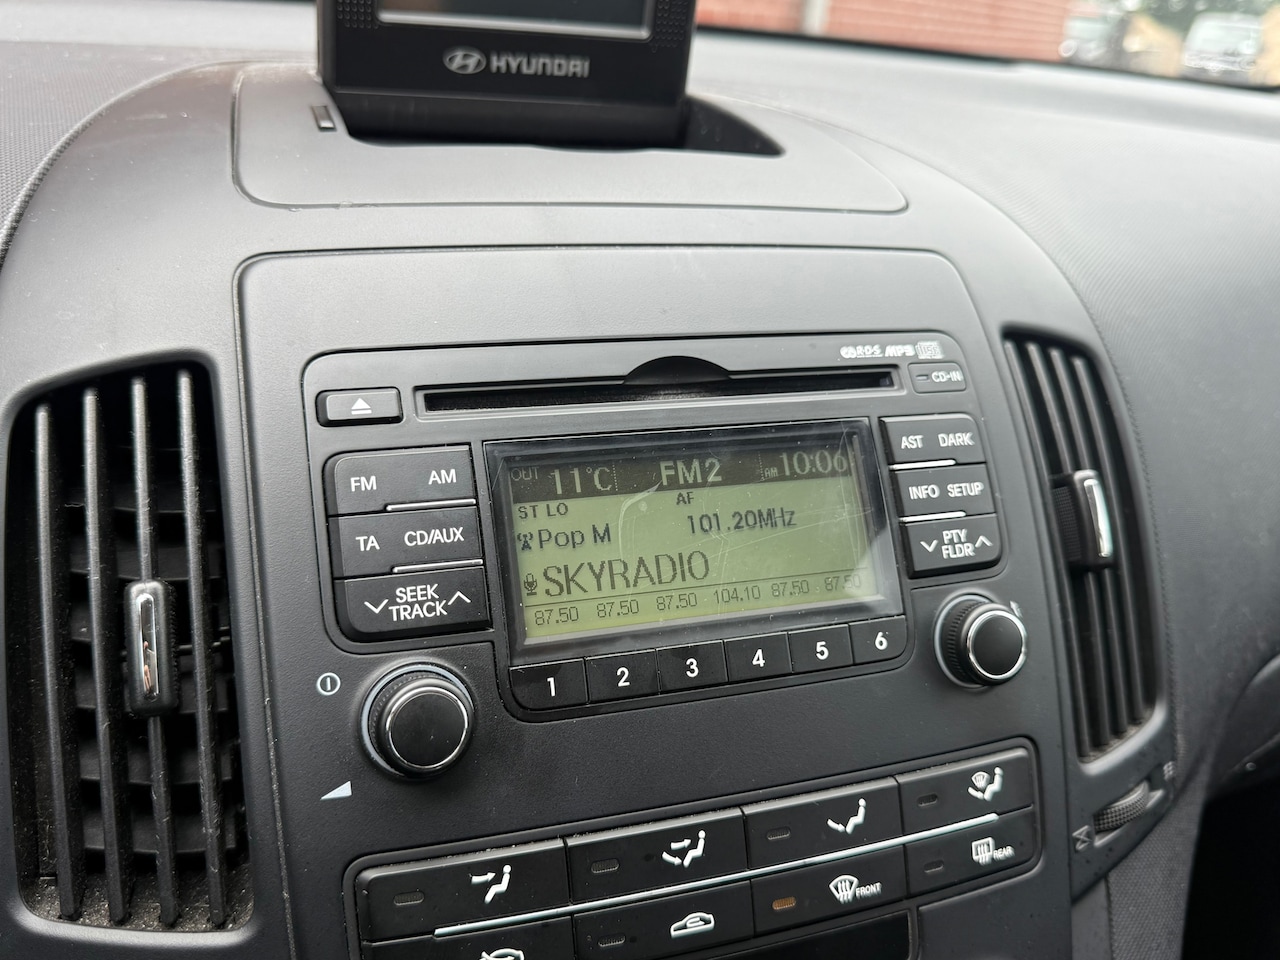 HYUNDAI
RDS MP3
CD-IN
FM AM
TA CD/AUX
SEEK
TRACK
OUT 11°C FM2 AM 10:06
ST LO AF
Pop M 101.20MHz
SKYRADIO
87.50 87.50 87.50 104.10 87.50 87.50
AST DARK
INFO SETUP
PTY
FLDR
1 2 3 4 5 6
REAR
FRONT